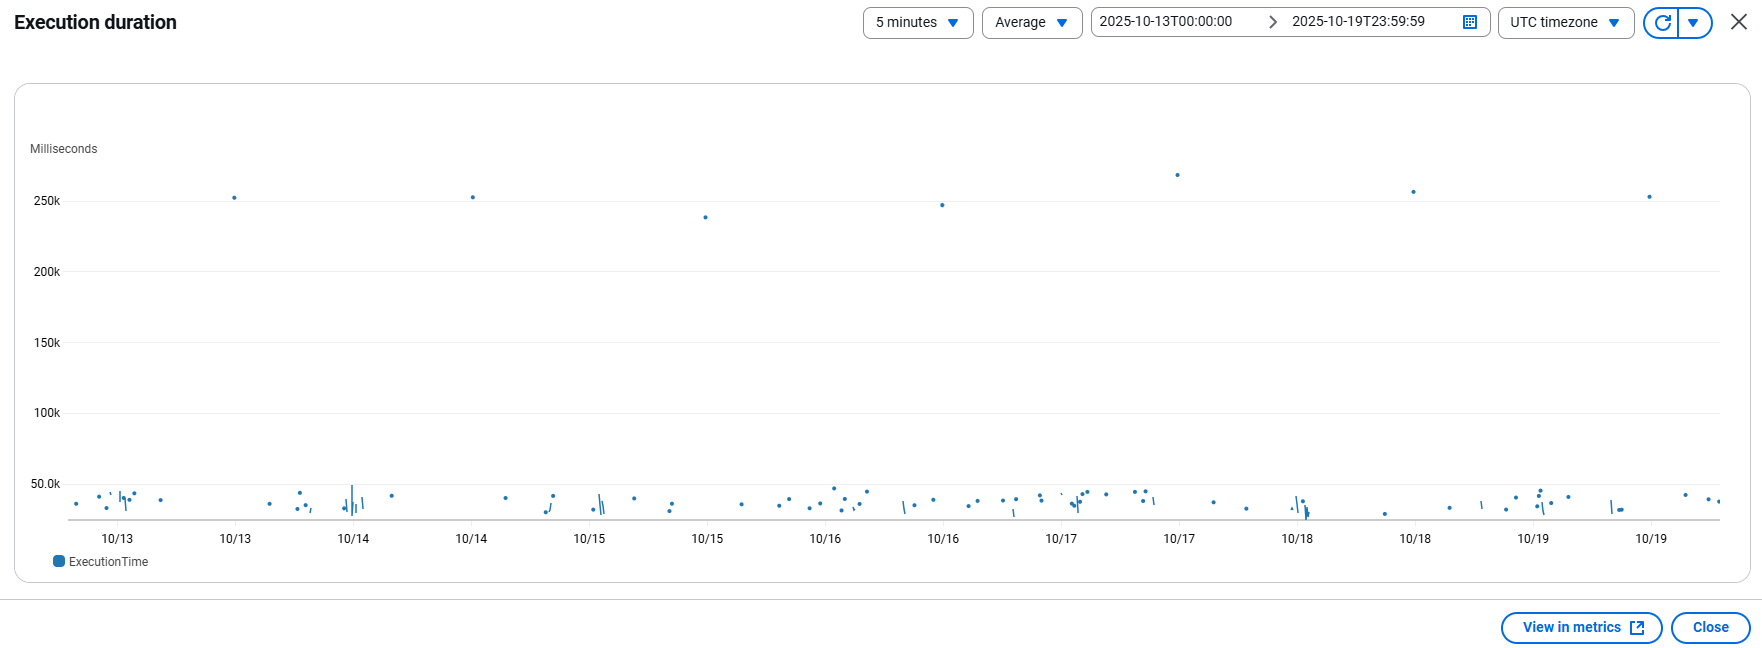 Execution duration
5 minutes
Average
2025-10-13T00:00:00
2025-10-19T23:59:59
UTC timezone
Milliseconds
250k
200k
150k
100k
50.0k
10/13 10/13 10/14 10/14 10/15 10/15 10/16 10/16 10/17 10/17 10/18 10/18 10/19 10/19
ExecutionTime
View in metrics
Close